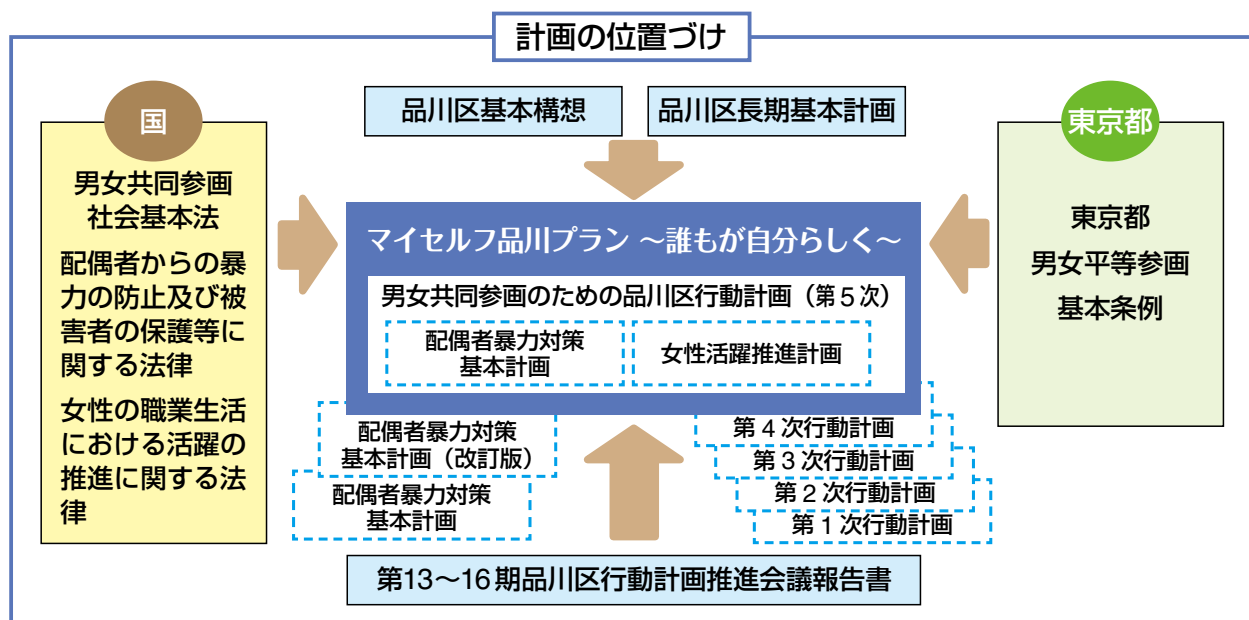 計画の位置づけ
国
男女共同参画
社会基本法
配偶者からの暴
力の防止及び被
害者の保護等に
関する法律
女性の職業生活
における活躍の
推進に関する法
律
品川区基本構想
品川区長期基本計画
東京都
東京都
男女平等参画
基本条例
マイセルフ品川プラン ～誰もが自分らしく～
男女共同参画のための品川区行動計画（第５次）
配偶者暴力対策
基本計画
女性活躍推進計画
配偶者暴力対策
基本計画（改訂版）
配偶者暴力対策
基本計画
第４次行動計画
第３次行動計画
第２次行動計画
第１次行動計画
第13～16期品川区行動計画推進会議報告書